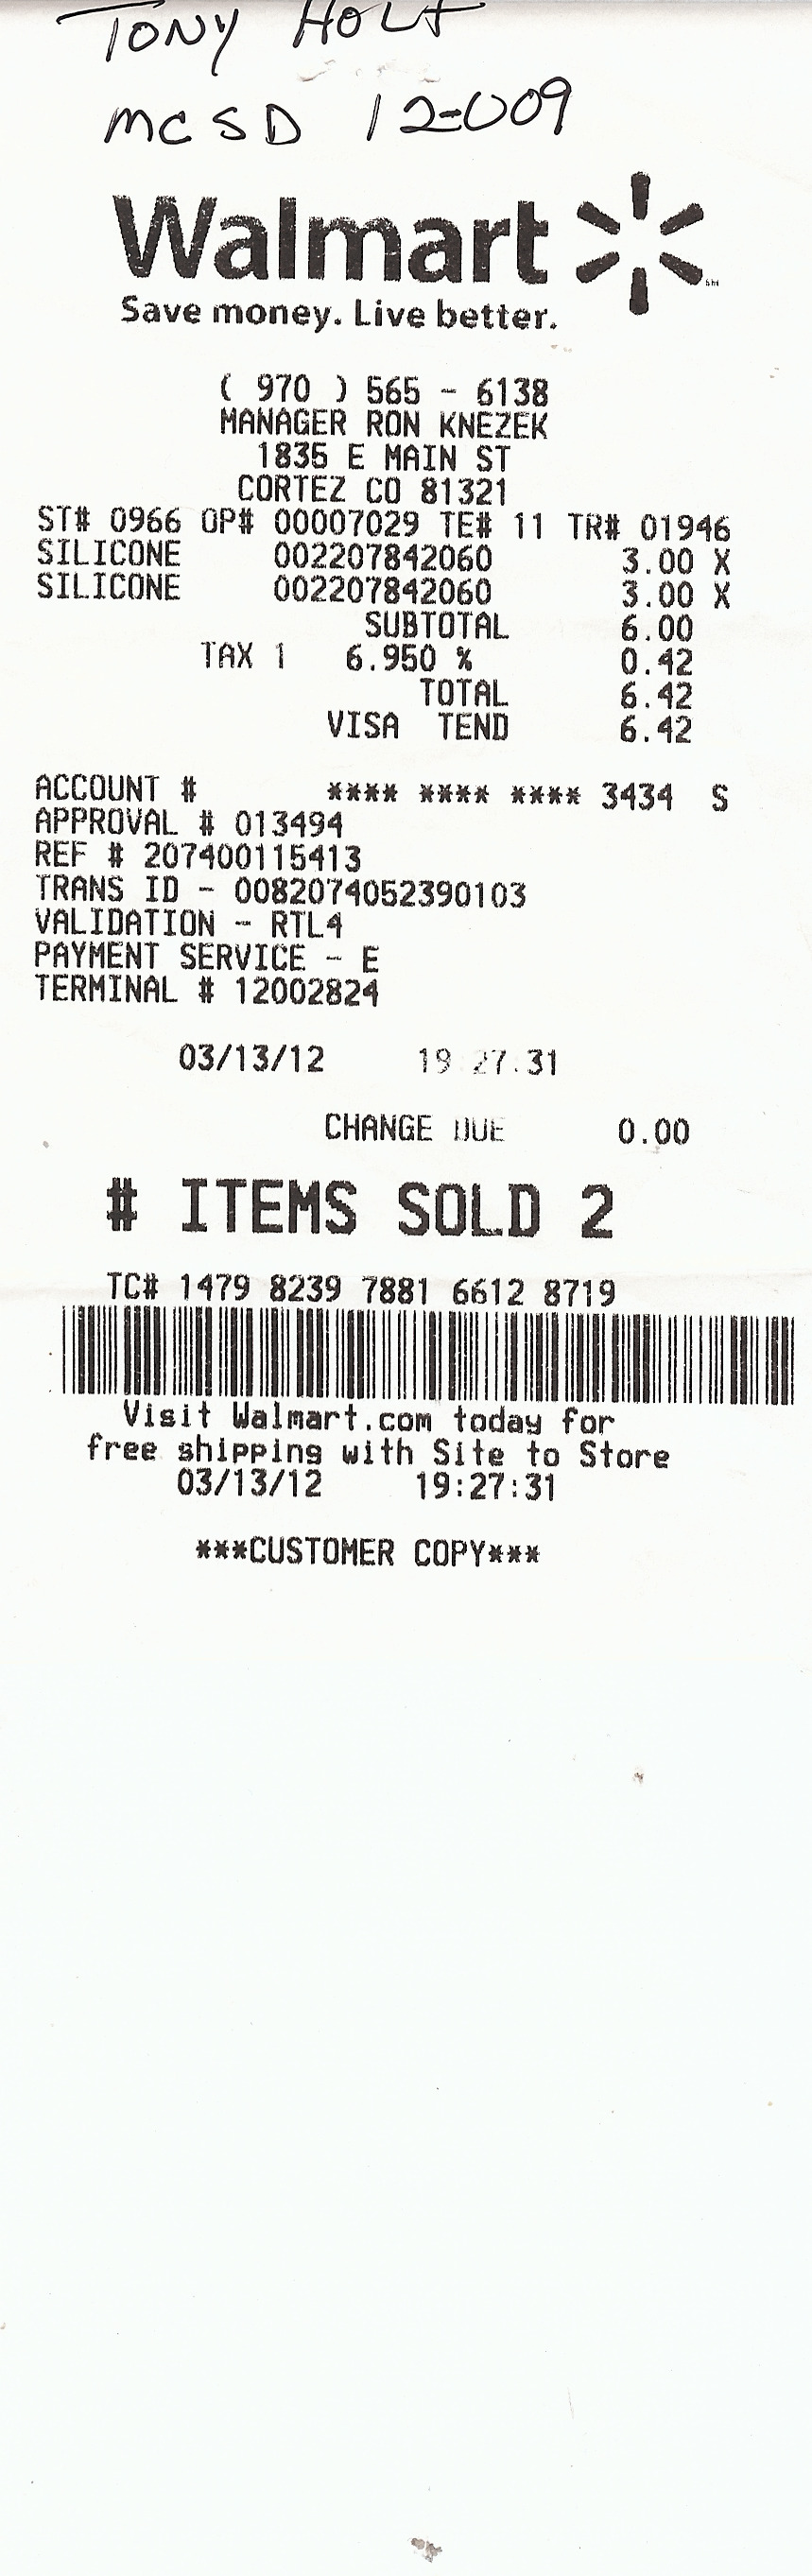 TONY HOLT
MCSD 12-009
Walmart
Save money. Live better.
( 970 ) 565 - 6138
MANAGER RON KNEZEK
1835 E MAIN ST
CORTEZ CO 81321
ST# 0966 OP# 00007029 TE# 11 TR# 01946
SILICONE 002207842060 3.00 X
SILICONE 002207842060 3.00 X
SUBTOTAL 6.00
TAX 1 6.950 % 0.42
TOTAL 6.42
VISA TEND 6.42
ACCOUNT # **** **** **** 3434 S
APPROVAL # 013494
REF # 207400115413
TRANS ID - 0082074052390103
VALIDATION - RTL4
PAYMENT SERVICE - E
TERMINAL # 12002824
03/13/12 19:27:31
CHANGE DUE 0.00
# ITEMS SOLD 2
TC# 1479 8239 7881 6612 8719
Visit Walmart.com today for
free shipping with Site to Store
03/13/12 19:27:31
***CUSTOMER COPY***